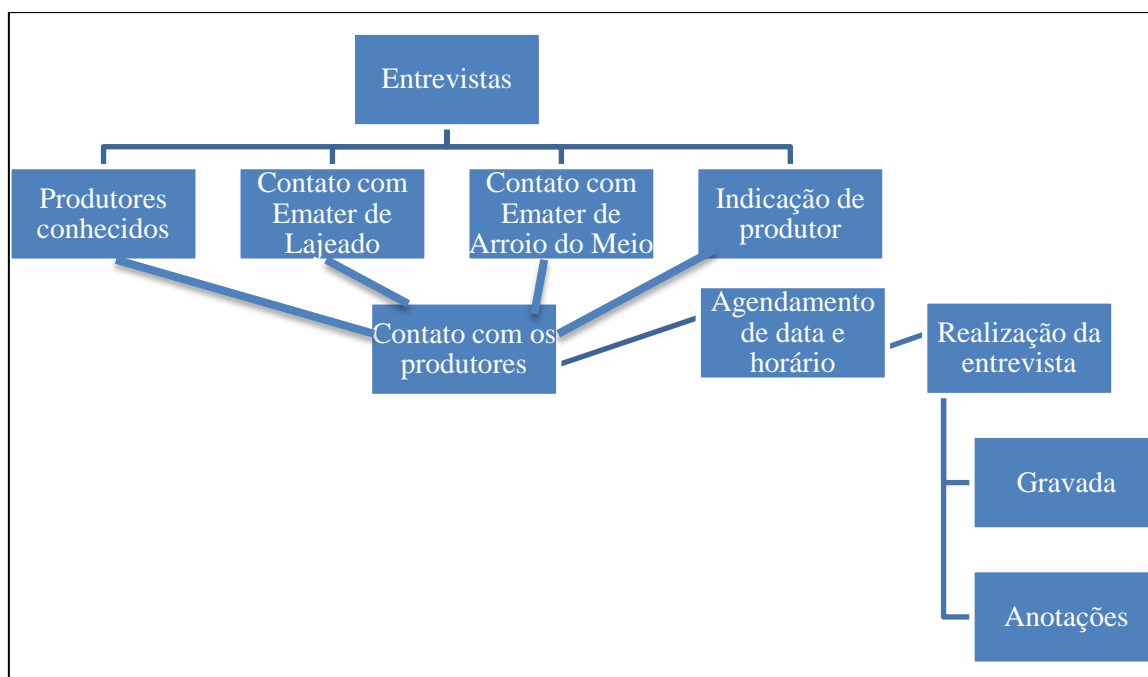 Entrevistas
Produtores
conhecidos
Contato com
Emater de
Lajeado
Contato com
Emater de
Arroio do Meio
Indicação de
produtor
Contato com os
produtores
Agendamento
de data e
horário
Realização da
entrevista
Gravada
Anotações